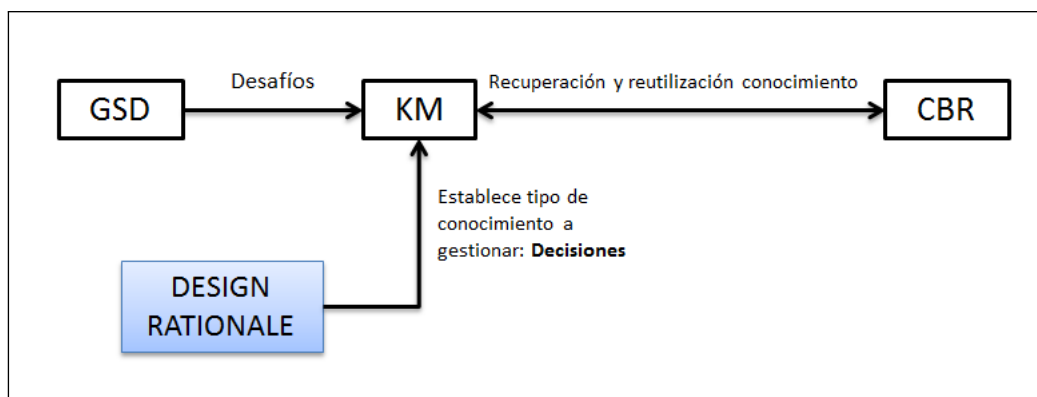 Desafíos
Recuperación y reutilización conocimiento
GSD
KM
CBR
Establece tipo de
conocimiento a
gestionar: Decisiones
DESIGN
RATIONALE